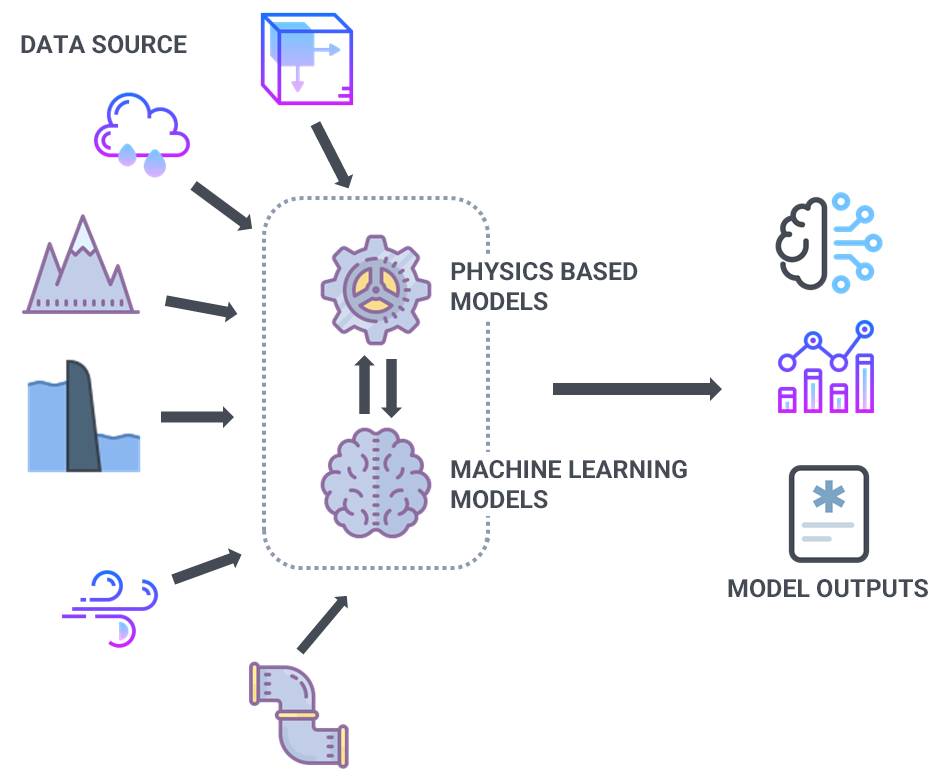 DATA SOURCE
PHYSICS BASED
MODELS
MACHINE LEARNING
MODELS
MODEL OUTPUTS